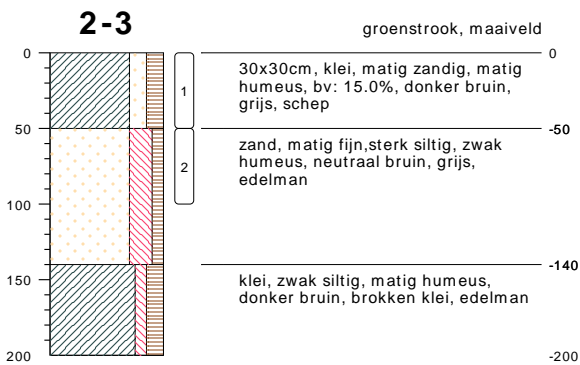 2-3
groenstrook, maaiveld
0
0
30x30cm, klei, matig zandig, matig
humeus, bv: 15.0%, donker bruin,
grijs, schep
1
50
-50
zand, matig fijn,sterk siltig, zwak
humeus, neutraal bruin, grijs,
edelman
2
100
-140
150
klei, zwak siltig, matig humeus,
donker bruin, brokken klei, edelman
200
-200